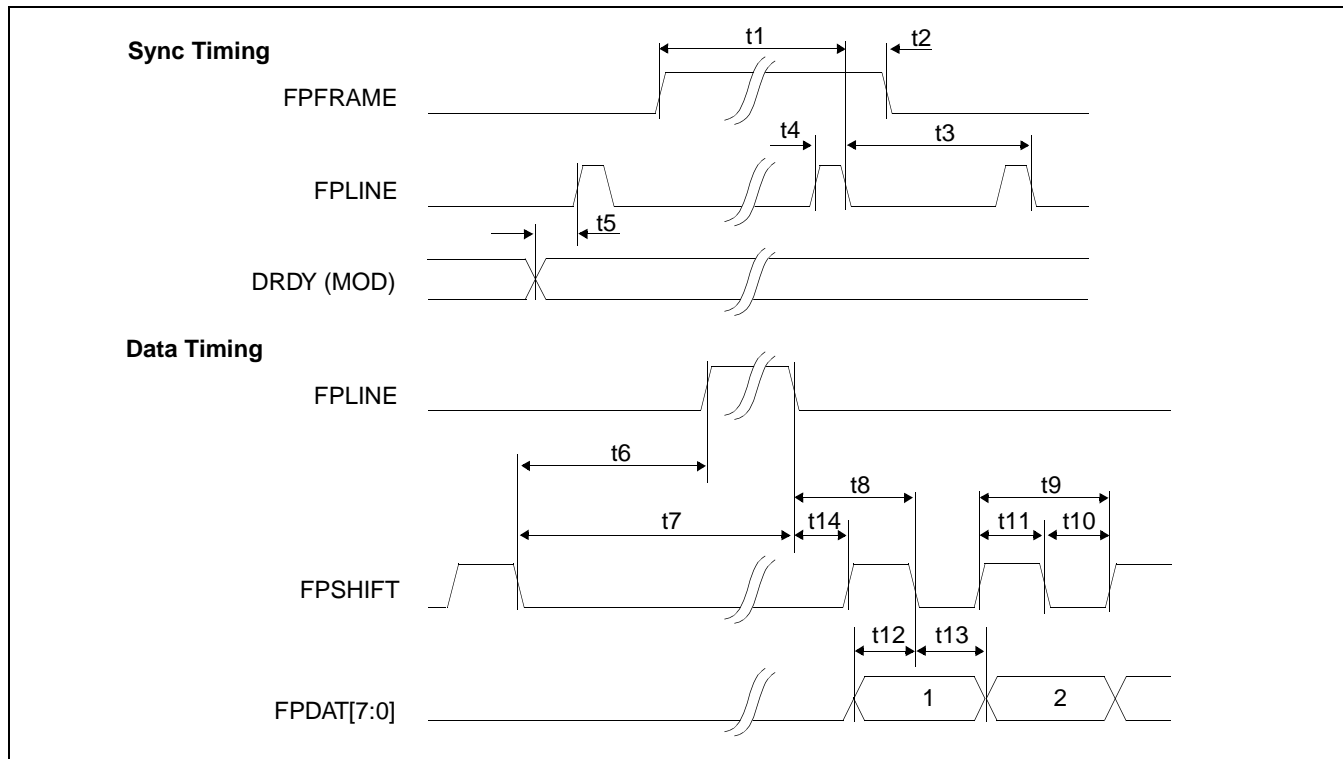 Sync Timing
t1
t2
FPFRAME
t4
t3
FPLINE
t5
DRDY (MOD)
Data Timing
FPLINE
t6
t8
t9
t7
t14
t11
t10
FPSHIFT
t12
t13
FPDAT[7:0]
1
2